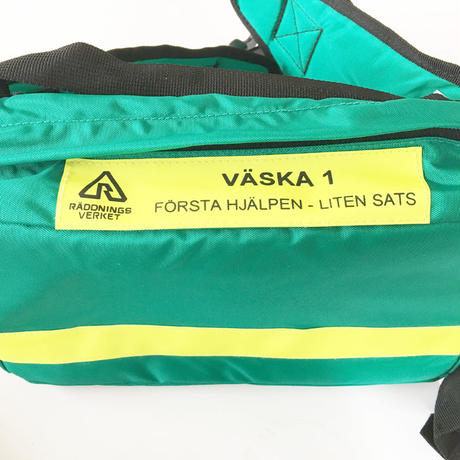 VÄSKA 1
FÖRSTA HJÄLPEN - LITEN SATS
RÄDDNINGS
VERKET